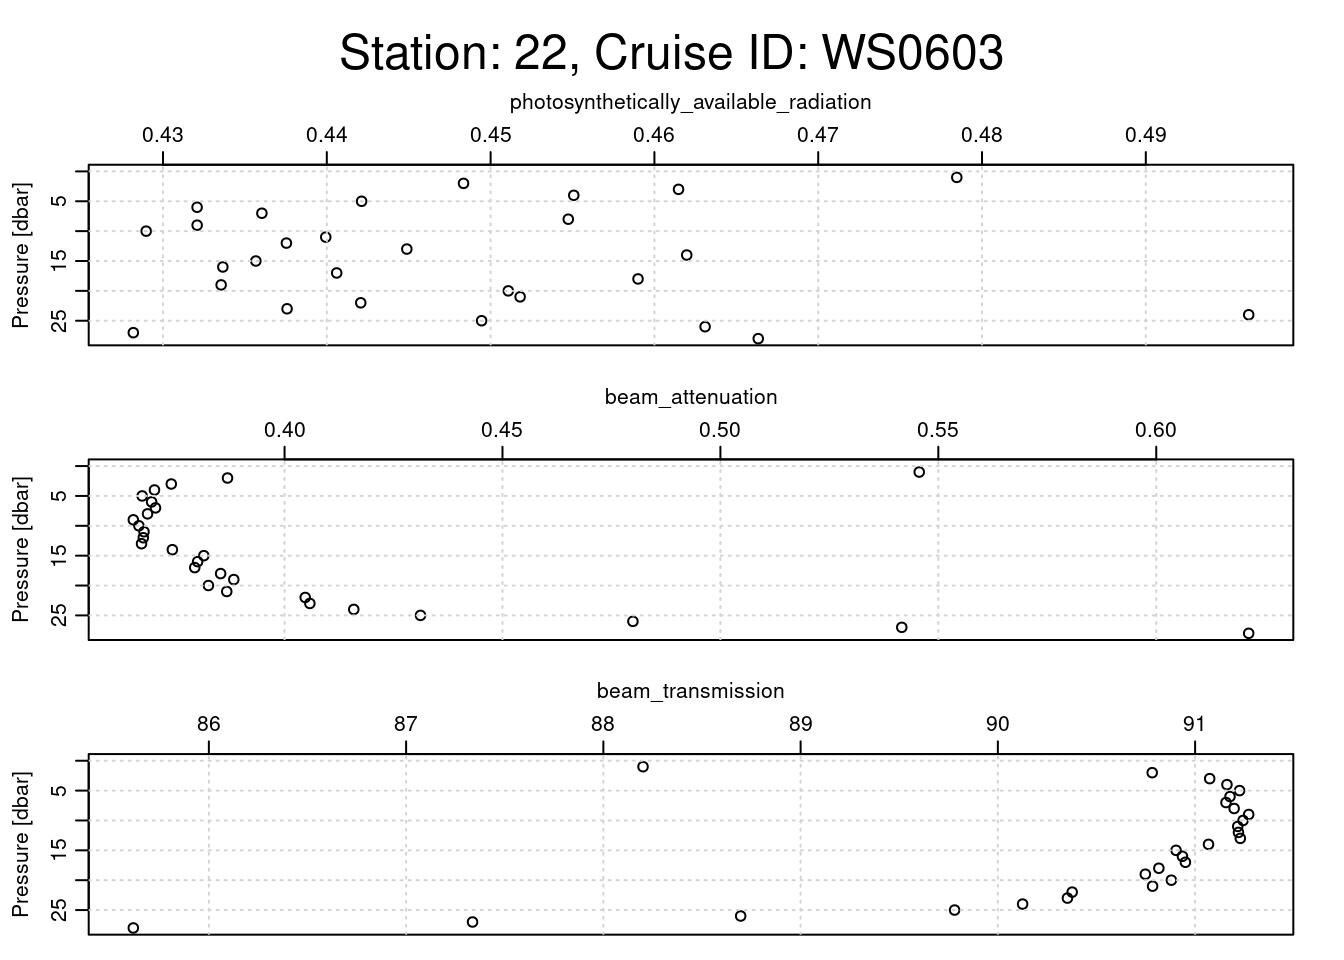 Station: 22, Cruise ID: WS0603
photosynthetically_available_radiation
0.43 0.44 0.45 0.46 0.47 0.48 0.49
Pressure [dbar]
5
15
25
beam_attenuation
0.40 0.45 0.50 0.55 0.60
Pressure [dbar]
5
15
25
beam_transmission
86 87 88 89 90 91
Pressure [dbar]
5
15
25